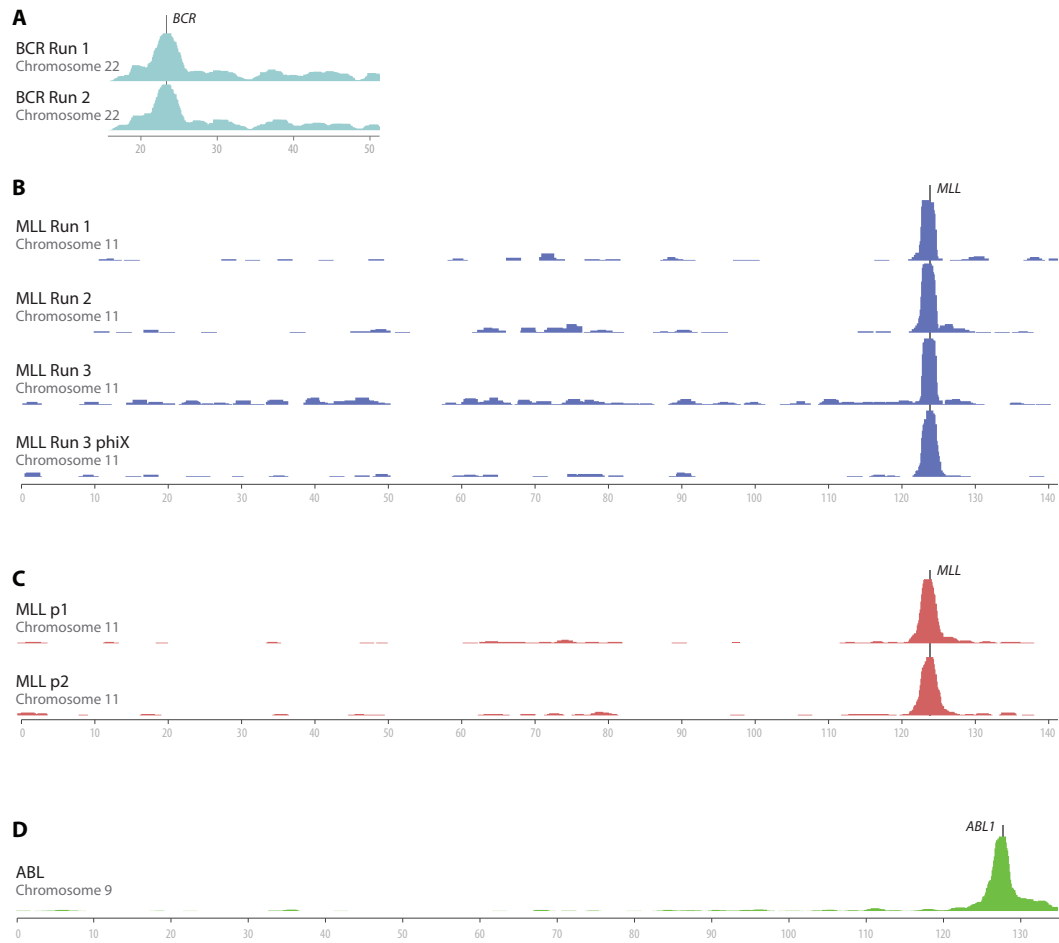 A
BCR
BCR Run 1
Chromosome 22
BCR Run 2
Chromosome 22
20 30 40 50
B
MLL
MLL Run 1
Chromosome 11
MLL Run 2
Chromosome 11
MLL Run 3
Chromosome 11
MLL Run 3 phiX
Chromosome 11
0 10 20 30 40 50 60 70 80 90 100 110 120 130 140
C
MLL
MLL p1
Chromosome 11
MLL p2
Chromosome 11
0 10 20 30 40 50 60 70 80 90 100 110 120 130 140
D
ABL1
ABL
Chromosome 9
0 10 20 30 40 50 60 70 80 90 100 110 120 130